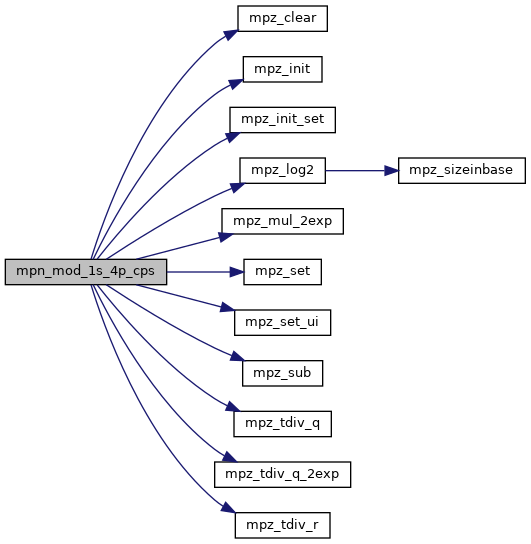 mpn_mod_1s_4p_cps
mpz_clear
mpz_init
mpz_init_set
mpz_log2
mpz_sizeinbase
mpz_mul_2exp
mpz_set
mpz_set_ui
mpz_sub
mpz_tdiv_q
mpz_tdiv_q_2exp
mpz_tdiv_r